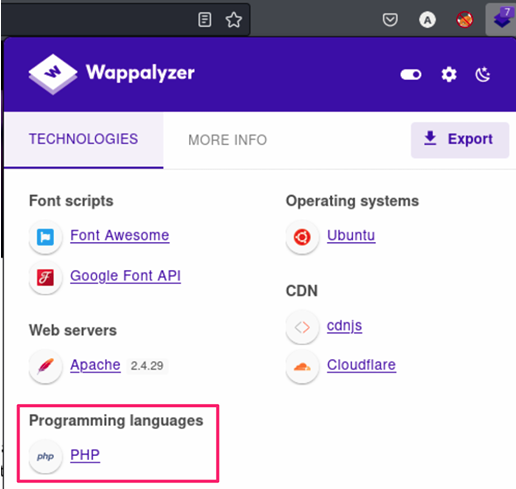 7
A
Wappalyzer
TECHNOLOGIES
MORE INFO
Export
Font scripts
Font Awesome
Google Font API
Web servers
Apache 2.4.29
Programming languages
php PHP
Operating systems
Ubuntu
CDN
cdnjs
Cloudflare